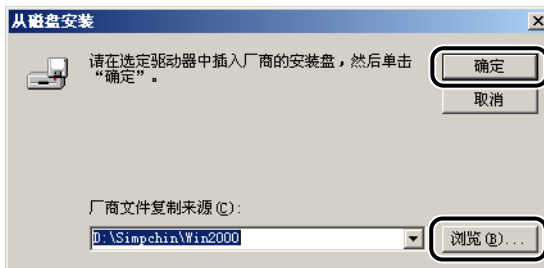 从磁盘安装
请在选定驱动器中插入厂商的安装盘，然后单击
“确定”。
确定
取消
厂商文件复制来源(C):
D:\Simpchin\Win2000
浏览(B)...